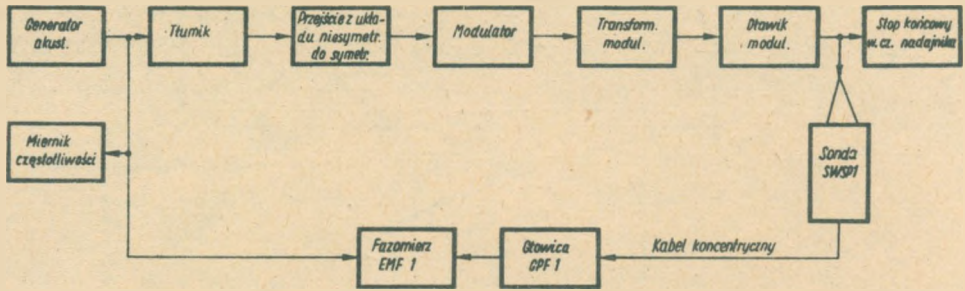 Generator
akust.
Tłumik
Przejście z ukła-
du niesymetr.
do symetr.
Modulator
Transform.
modul.
Dławik
modul.
Stop. końcowy
w.cz. nadajnika
Miernik
częstotliwości
Sonda
SWSP1
Fazomierz
EMF 1
Głowica
GPF 1
Kabel koncentryczny